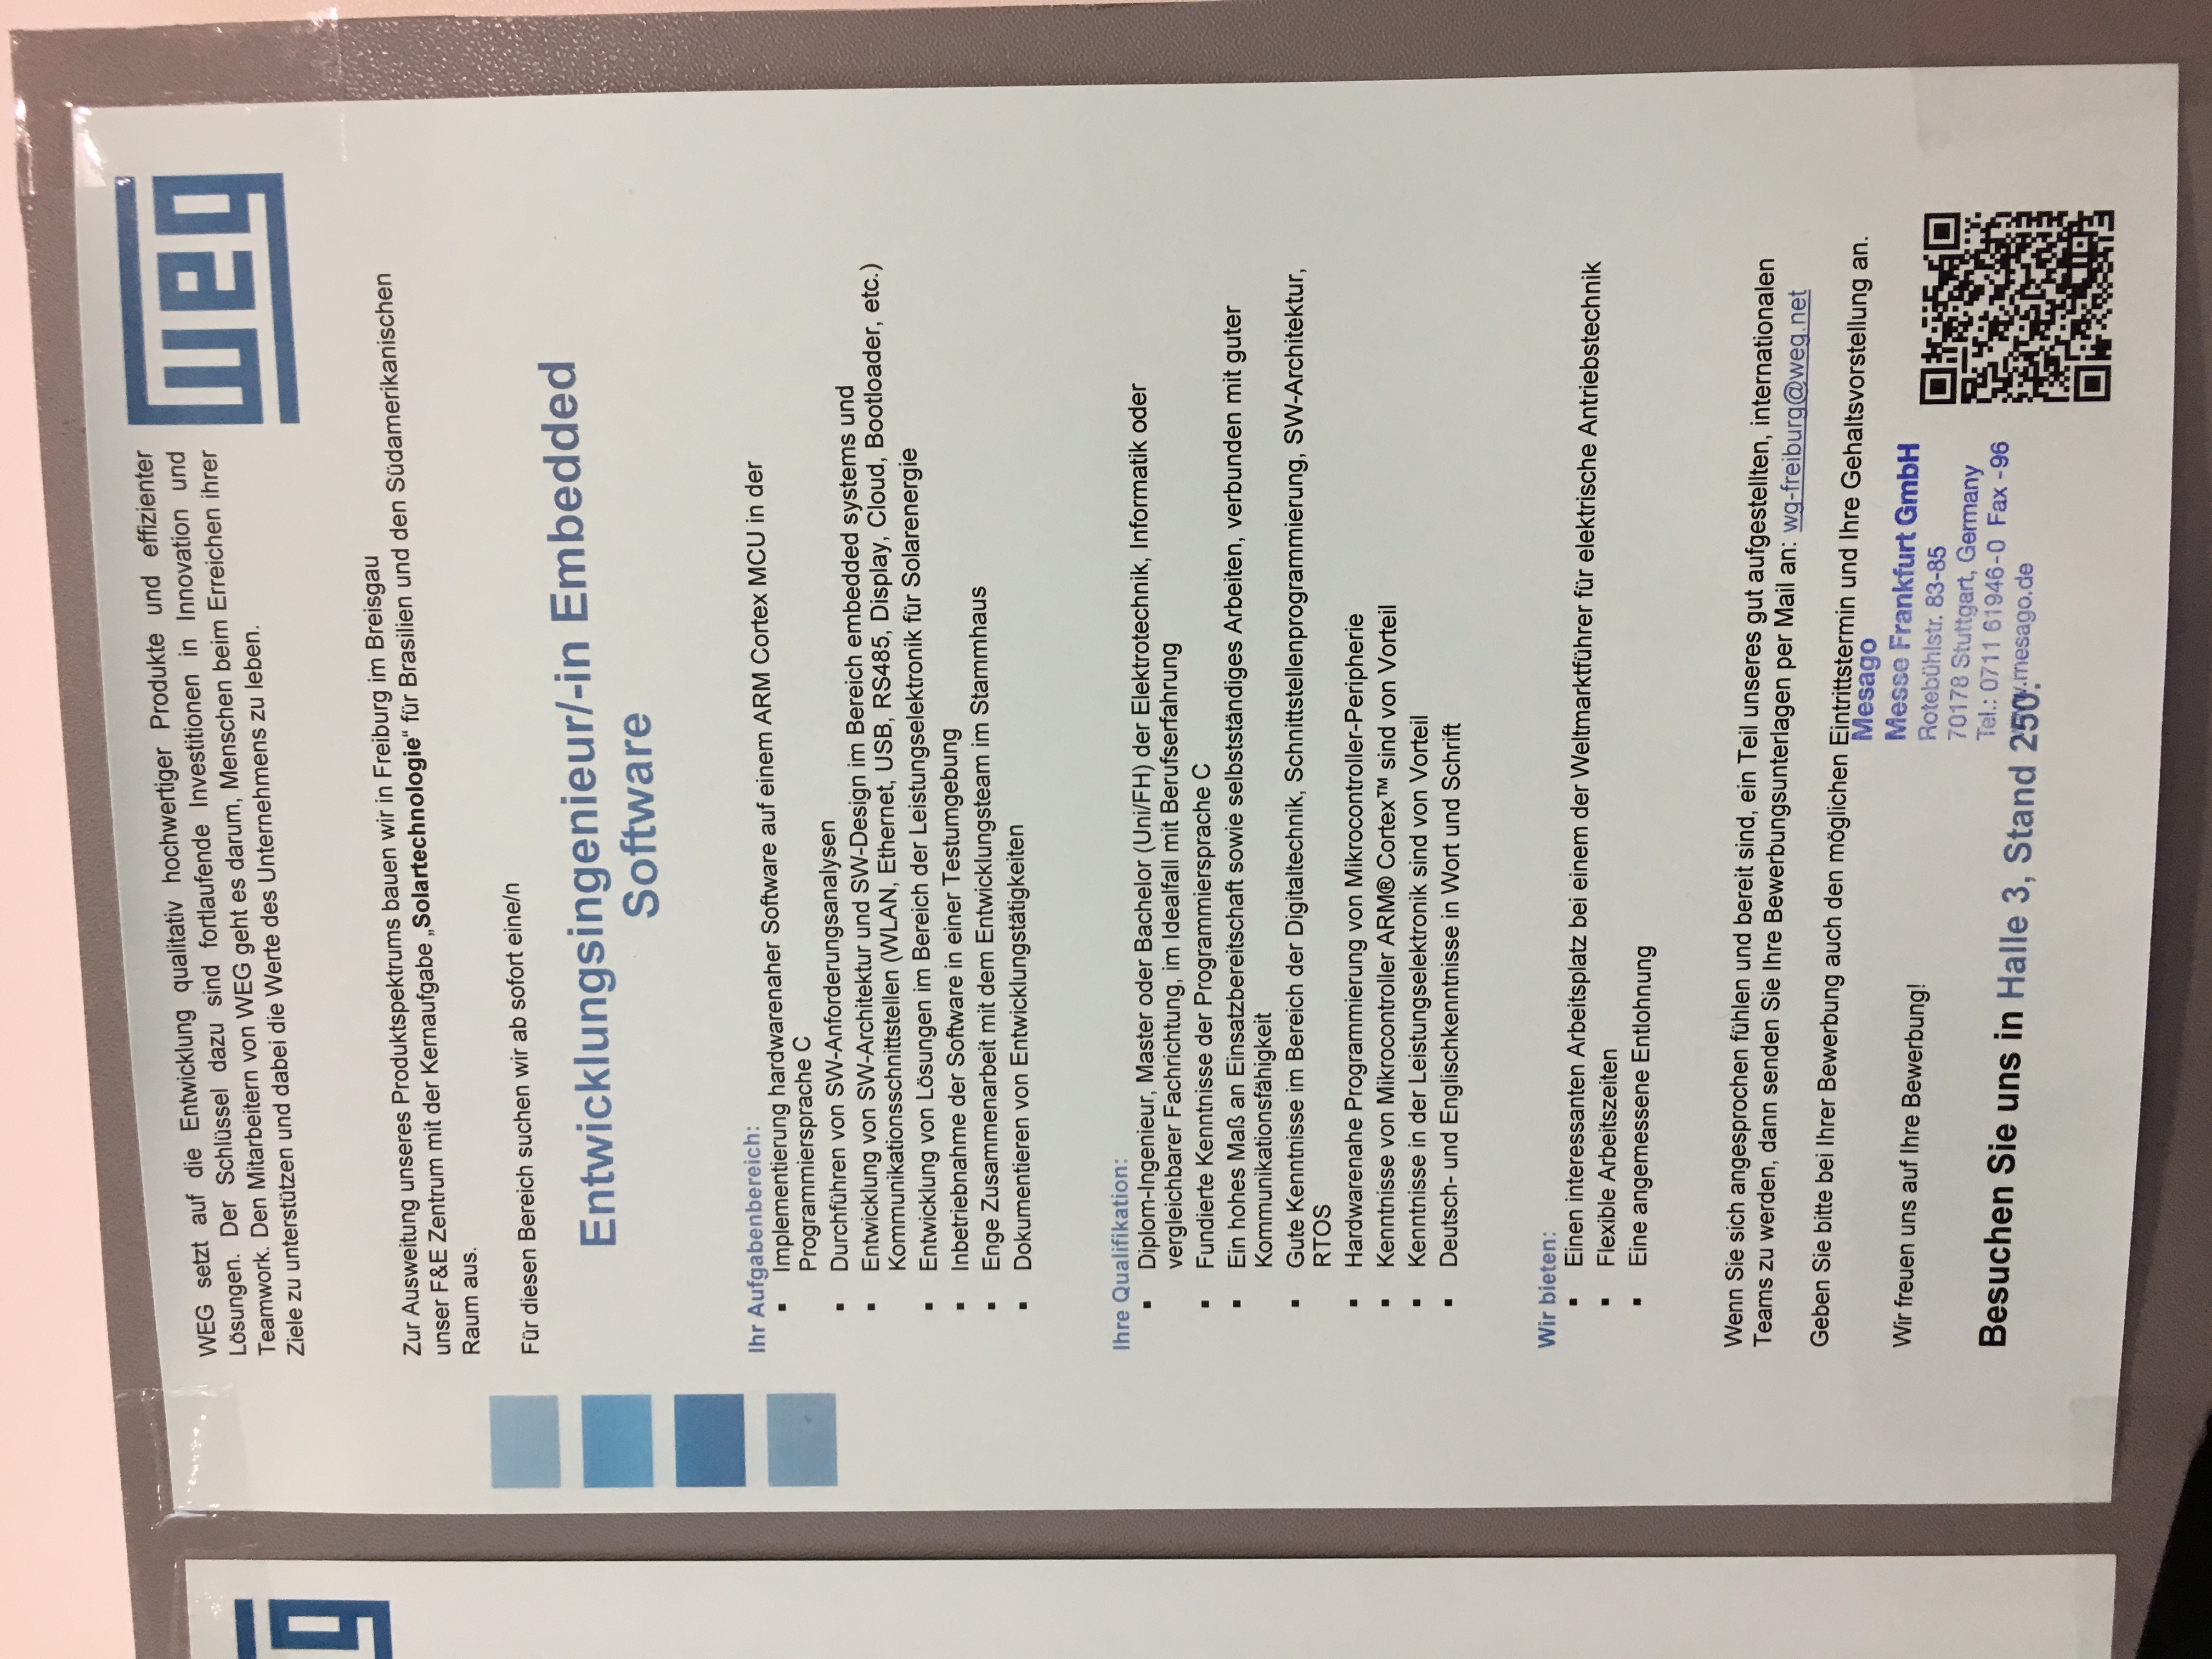 WEG setzt auf die Entwicklung qualitativ hochwertiger Produkte und effizienter
Lösungen. Der Schlüssel dazu sind fortlaufende Investitionen in Innovation und
Teamwork. Den Mitarbeitern von WEG geht es darum, Menschen beim Erreichen ihrer
Ziele zu unterstützen und dabei die Werte des Unternehmens zu leben.
weg
g
Zur Ausweitung unseres Produktspektrums bauen wir in Freiburg im Breisgau
unser F&E Zentrum mit der Kernaufgabe „Solartechnologie“ für Brasilien und den Südamerikanischen
Raum aus.
Für diesen Bereich suchen wir ab sofort eine/n
Entwicklungsingenieur/-in Embedded
Software
Ihr Aufgabenbereich:
▪ Implementierung hardwarenaher Software auf einem ARM Cortex MCU in der
Programmiersprache C
▪ Durchführen von SW-Anforderungsanalysen
▪ Entwicklung von SW-Architektur und SW-Design im Bereich embedded systems und
Kommunikationsschnittstellen (WLAN, Ethernet, USB, RS485, Display, Cloud, Bootloader, etc.)
▪ Entwicklung von Lösungen im Bereich der Leistungselektronik für Solarenergie
▪ Inbetriebnahme der Software in einer Testumgebung
▪ Enge Zusammenarbeit mit dem Entwicklungsteam im Stammhaus
▪ Dokumentieren von Entwicklungstätigkeiten
Ihre Qualifikation:
▪ Diplom-Ingenieur, Master oder Bachelor (Uni/FH) der Elektrotechnik, Informatik oder
vergleichbarer Fachrichtung, im Idealfall mit Berufserfahrung
▪ Fundierte Kenntnisse der Programmiersprache C
▪ Ein hohes Maß an Einsatzbereitschaft sowie selbstständiges Arbeiten, verbunden mit guter
Kommunikationsfähigkeit
▪ Gute Kenntnisse im Bereich der Digitaltechnik, Schnittstellenprogrammierung, SW-Architektur,
RTOS
▪ Hardwarenahe Programmierung von Mikrocontroller-Peripherie
▪ Kenntnisse von Mikrocontroller ARM® Cortex™ sind von Vorteil
▪ Kenntnisse in der Leistungselektronik sind von Vorteil
▪ Deutsch- und Englischkenntnisse in Wort und Schrift
Wir bieten:
▪ Einen interessanten Arbeitsplatz bei einem der Weltmarktführer für elektrische Antriebstechnik
▪ Flexible Arbeitszeiten
▪ Eine angemessene Entlohnung
Wenn Sie sich angesprochen fühlen und bereit sind, ein Teil unseres gut aufgestellten, internationalen
Teams zu werden, dann senden Sie Ihre Bewerbungsunterlagen per Mail an: wg-freiburg@weg.net
Geben Sie bitte bei Ihrer Bewerbung auch den möglichen Eintrittstermin und Ihre Gehaltsvorstellung an.
Wir freuen uns auf Ihre Bewerbung!
Mesago
Messe Frankfurt GmbH
Rotebühlstr. 83-85
70178 Stuttgart, Germany
Tel.: 0711 61946-0 Fax -96
www.mesago.de
Besuchen Sie uns in Halle 3, Stand 250.